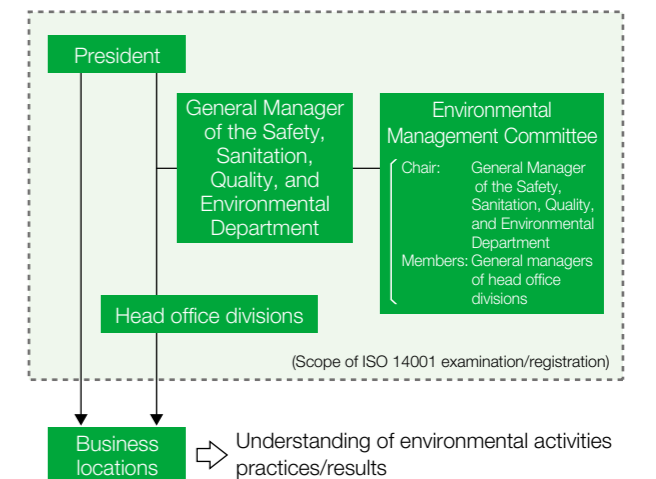 President
General Manager
of the Safety,
Sanitation,
Quality, and
Environmental
Department
Environmental
Management Committee
Chair: General Manager
of the Safety,
Sanitation, Quality,
and Environmental
Department
Members: General managers
of head office
divisions
Head office divisions
(Scope of ISO 14001 examination/registration)
Business
locations
Understanding of environmental activities
practices/results